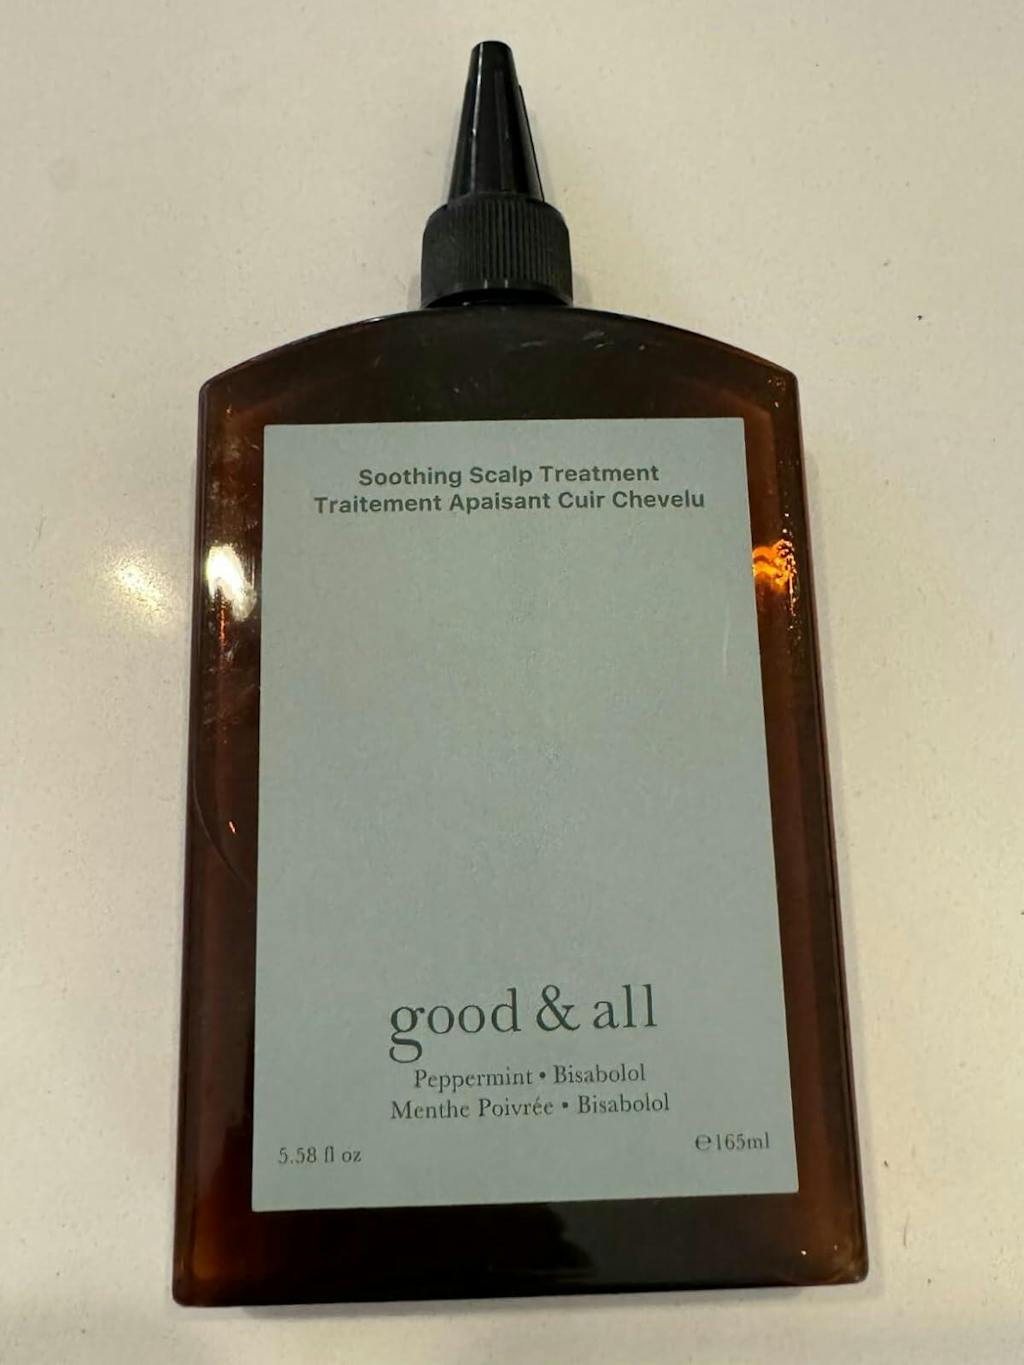 Soothing Scalp Treatment
Traitement Apaisant Cuir Chevelu
good & all
Peppermint • Bisabolol
Menthe Poivrée • Bisabolol
5.58 fl oz
℮165ml